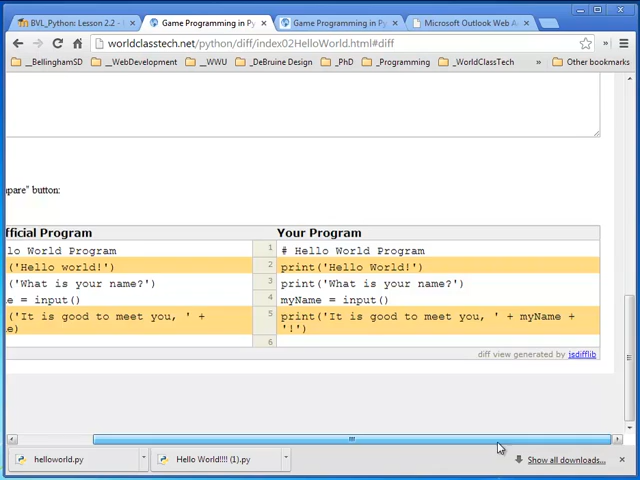 BVL_Python: Lesson 2.2 -
Game Programming in Py
Game Programming in Py
Microsoft Outlook Web A
worldclasstech.net/python/diff/index02HelloWorld.html#diff
__BellinghamSD
__WebDevelopment
__WWU
_DeBruine Design
_PhD
_Programming
_WorldClassTech
»
Other bookmarks
pare" button:
fficial Program
Your Program
lo World Program
1 # Hello World Program
('Hello world!')
2 print('Hello World!')
('What is your name?')
3 print('What is your name?')
e = input()
4 myName = input()
('It is good to meet you, ' +
e)
5 print('It is good to meet you, ' + myName +
'!')
6
diff view generated by jsdifflib
helloworld.py
Hello World!!!! (1).py
Show all downloads...